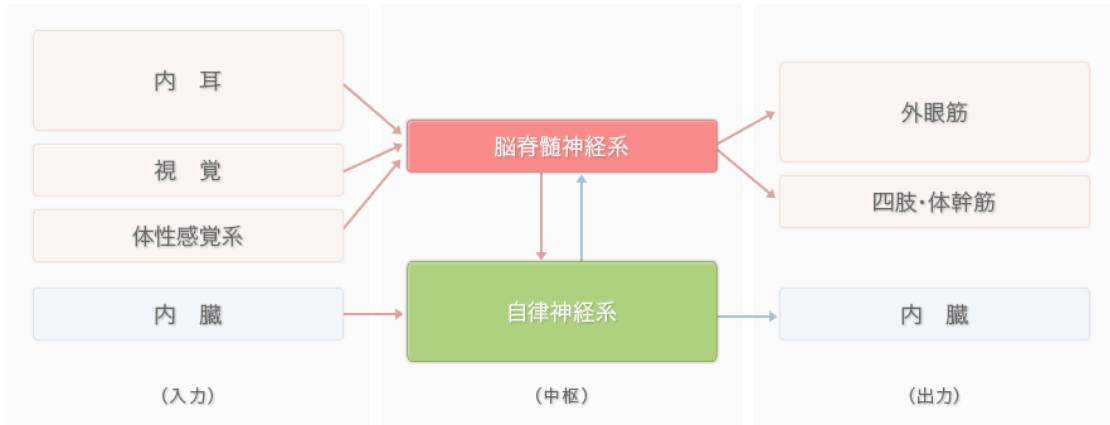 内　耳
視　覚
体性感覚系
内　臓
（入力）
脳脊髄神経系
自律神経系
（中枢）
外眼筋
四肢・体幹筋
内　臓
（出力）